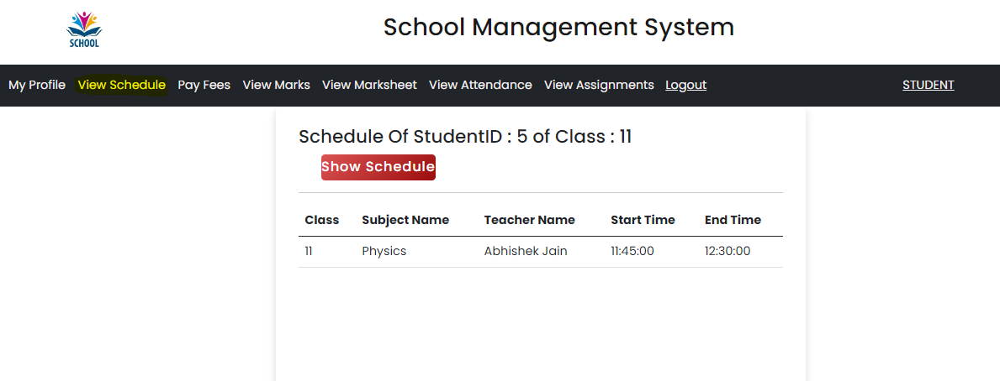 SCHOOL
School Management System
My Profile View Schedule Pay Fees View Marks View Marksheet View Attendance View Assignments Logout STUDENT
Schedule Of StudentID : 5 of Class : 11
Show Schedule
Class Subject Name Teacher Name Start Time End Time
11 Physics Abhishek Jain 11:45:00 12:30:00